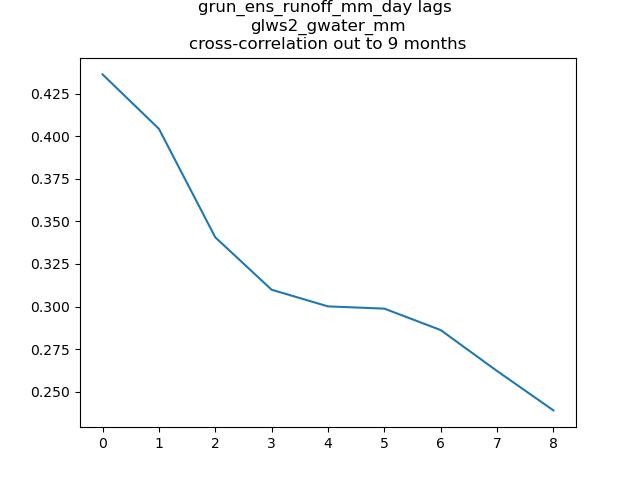 grun_ens_runoff_mm_day lags
glws2_gwater_mm
cross-correlation out to 9 months
0.425
0.400
0.375
0.350
0.325
0.300
0.275
0.250
0 1 2 3 4 5 6 7 8